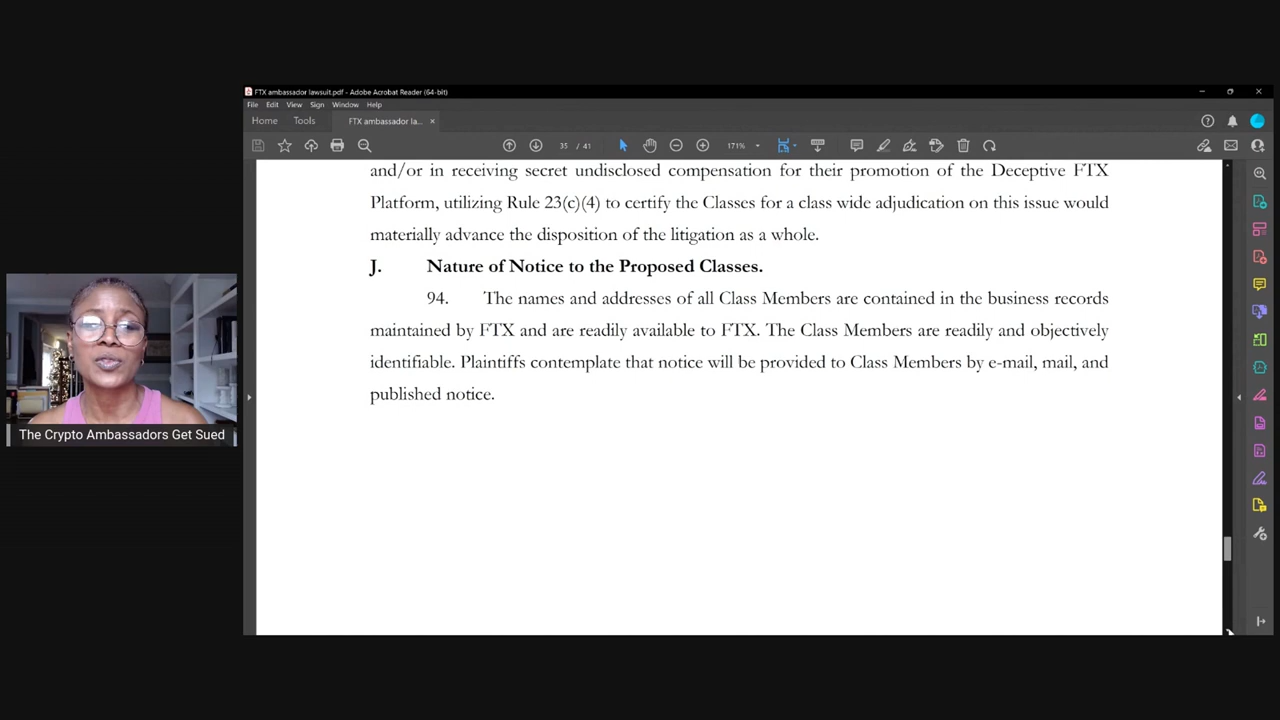 FTX ambassador lawsuit.pdf - Adobe Acrobat Reader (64-bit)
File Edit View Sign Window Help
Home Tools FTX ambassador la... ×
35 / 41 171%
and/or in receiving secret undisclosed compensation for their promotion of the Deceptive FTX
Platform, utilizing Rule 23(c)(4) to certify the Classes for a class wide adjudication on this issue would
materially advance the disposition of the litigation as a whole.
J. Nature of Notice to the Proposed Classes.
94. The names and addresses of all Class Members are contained in the business records
maintained by FTX and are readily available to FTX. The Class Members are readily and objectively
identifiable. Plaintiffs contemplate that notice will be provided to Class Members by e-mail, mail, and
published notice.
The Crypto Ambassadors Get Sued